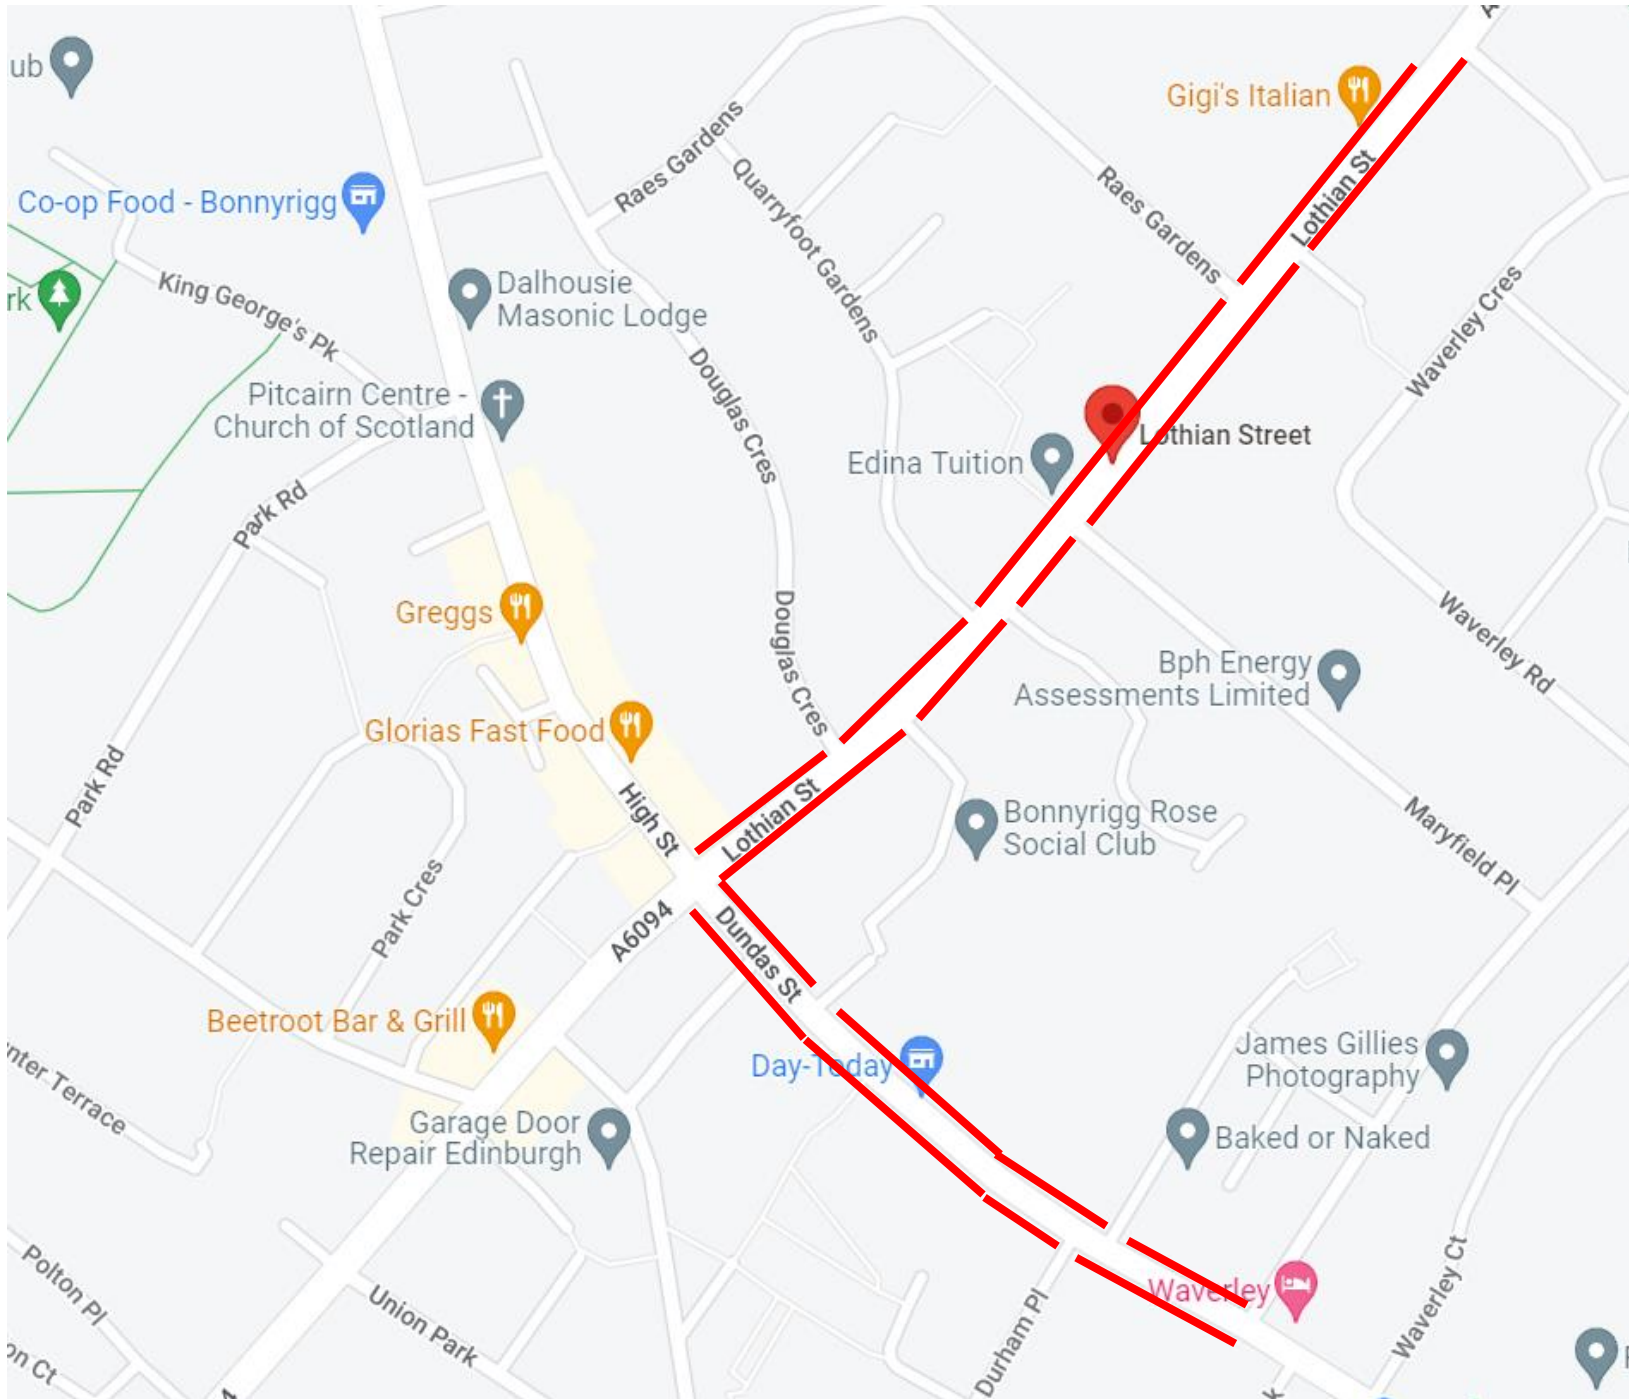 ub
Gigi's Italian
Co-op Food - Bonnyrigg
Raes Gardens
Quarryfoot Gardens
Raes Gardens
Lothian St
rk
King George's Pk
Dalhousie
Masonic Lodge
Waverley Cres
Pitcairn Centre -
Church of Scotland
Douglas Cres
Lothian Street
Edina Tuition
Park Rd
Greggs
Douglas Cres
Waverley Rd
Bph Energy
Assessments Limited
Glorias Fast Food
Park Rd
High St
Lothian St
Bonnyrigg Rose
Social Club
Maryfield Pl
Park Cres
A6094
Dundas St
Beetroot Bar & Grill
Day-Today
James Gillies
Photography
nter Terrace
Garage Door
Repair Edinburgh
Baked or Naked
Polton Pl
Union Park
Durham Pl
Waverley
Waverley Ct
on Ct
k